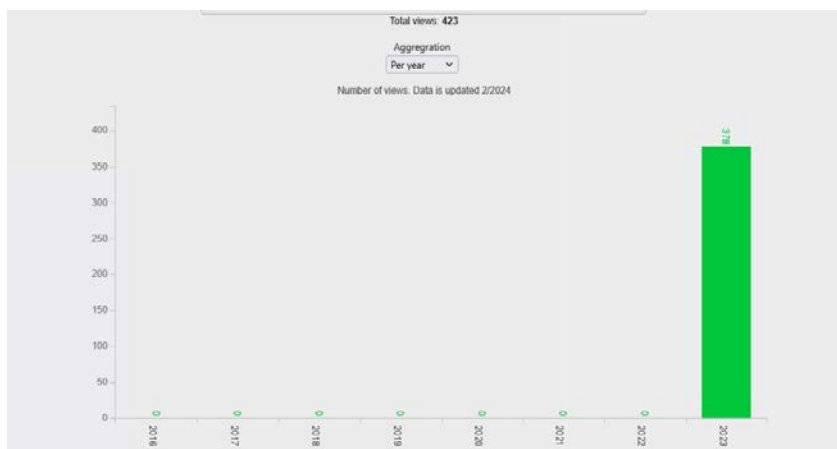 Total views: 423
Aggregration
Per year
Number of views. Data is updated 2/2024
400
350
300
250
200
150
100
50
0
0 0 0 0 0 0 0 378
2016 2017 2018 2019 2020 2021 2022 2023